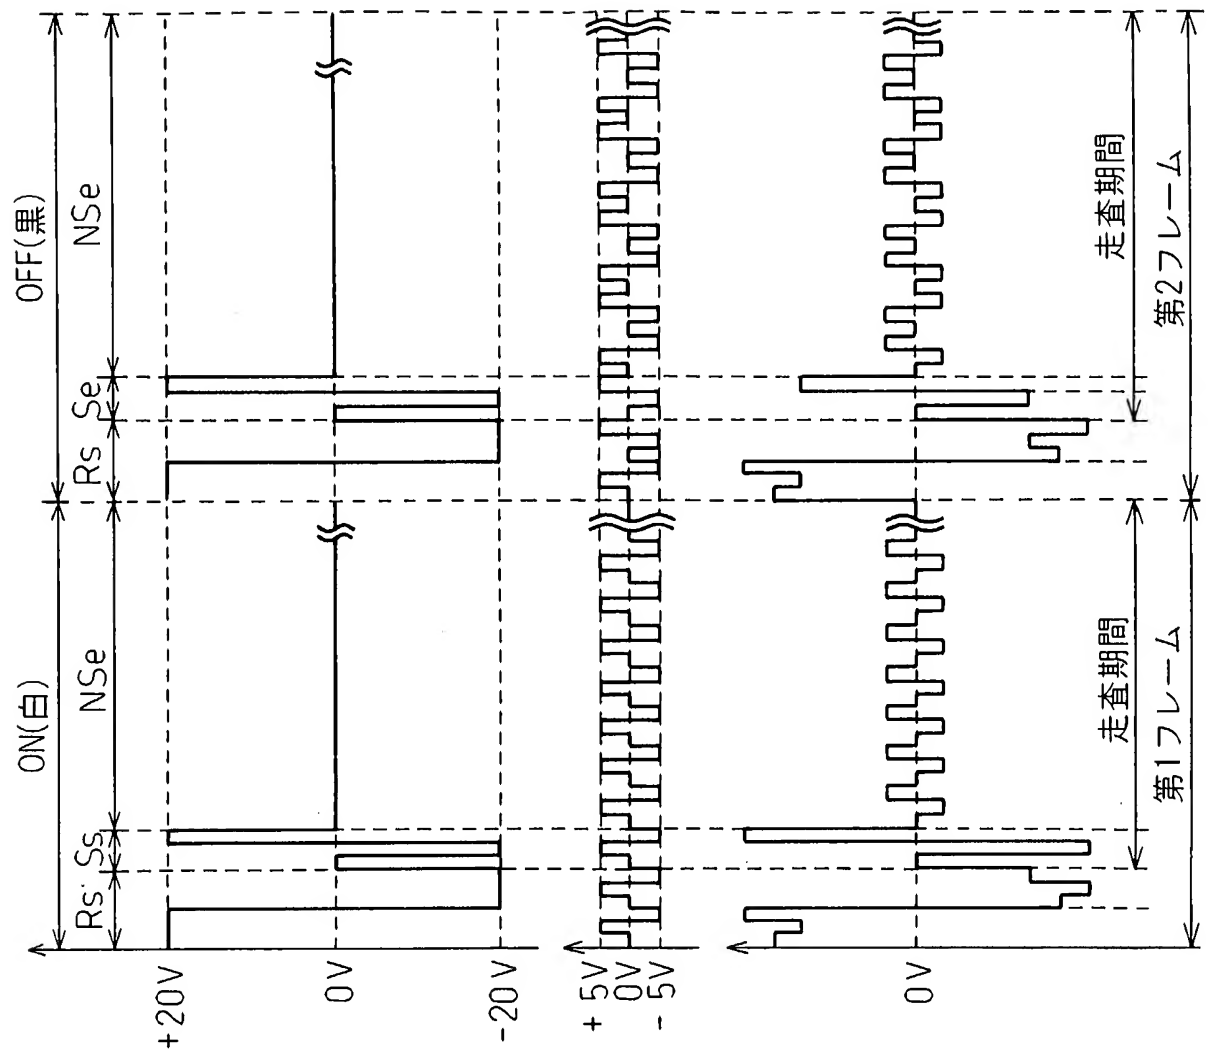 ON(白)
OFF(黒)
Rs
Ss
NSe
Rs
Se
NSe
+20V
0V
-20V
+5V
0V
-5V
0V
走査期間
走査期間
第1フレーム
第2フレーム